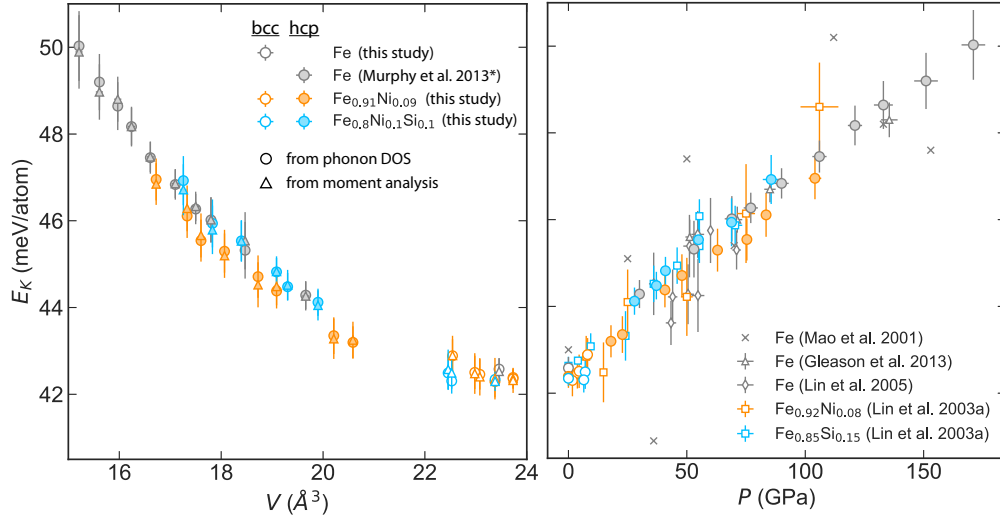 bcc hcp
Fe (this study)
Fe (Murphy et al. 2013*)
Fe0.91Ni0.09 (this study)
Fe0.8Ni0.1Si0.1 (this study)
from phonon DOS
from moment analysis
50
48
46
44
42
EK (meV/atom)
16 18 20 22 24
V (Å3)
Fe (Mao et al. 2001)
Fe (Gleason et al. 2013)
Fe (Lin et al. 2005)
Fe0.92Ni0.08 (Lin et al. 2003a)
Fe0.85Si0.15 (Lin et al. 2003a)
0 50 100 150
P (GPa)